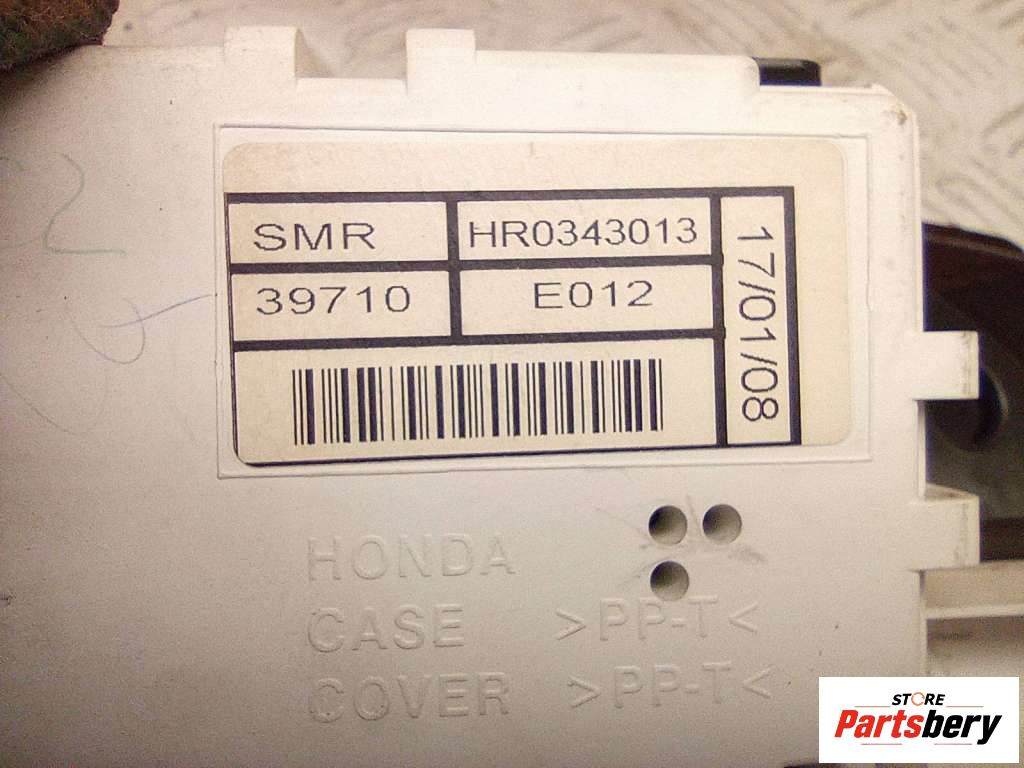 SMR HR0343013
39710 E012
17/01/08
HONDA
CASE >PP-T<
COVER >PP-T<
STORE
Partsbery